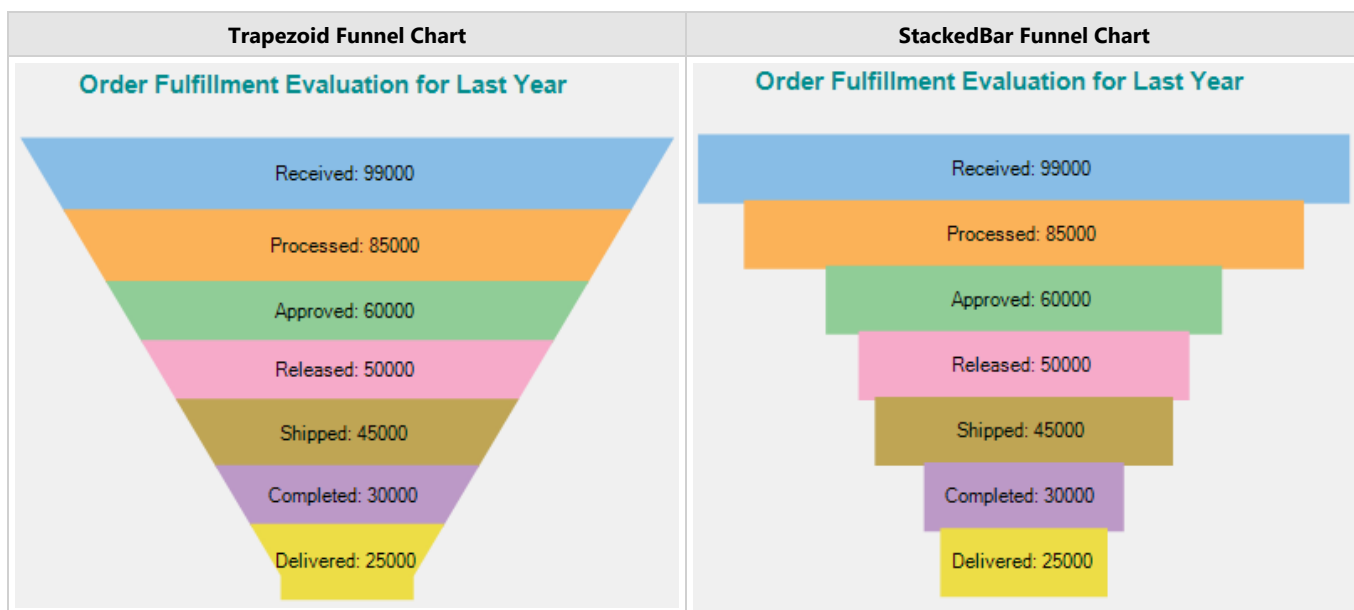 Trapezoid Funnel Chart
StackedBar Funnel Chart
Order Fulfillment Evaluation for Last Year
Received: 99000
Processed: 85000
Approved: 60000
Released: 50000
Shipped: 45000
Completed: 30000
Delivered: 25000
Order Fulfillment Evaluation for Last Year
Received: 99000
Processed: 85000
Approved: 60000
Released: 50000
Shipped: 45000
Completed: 30000
Delivered: 25000